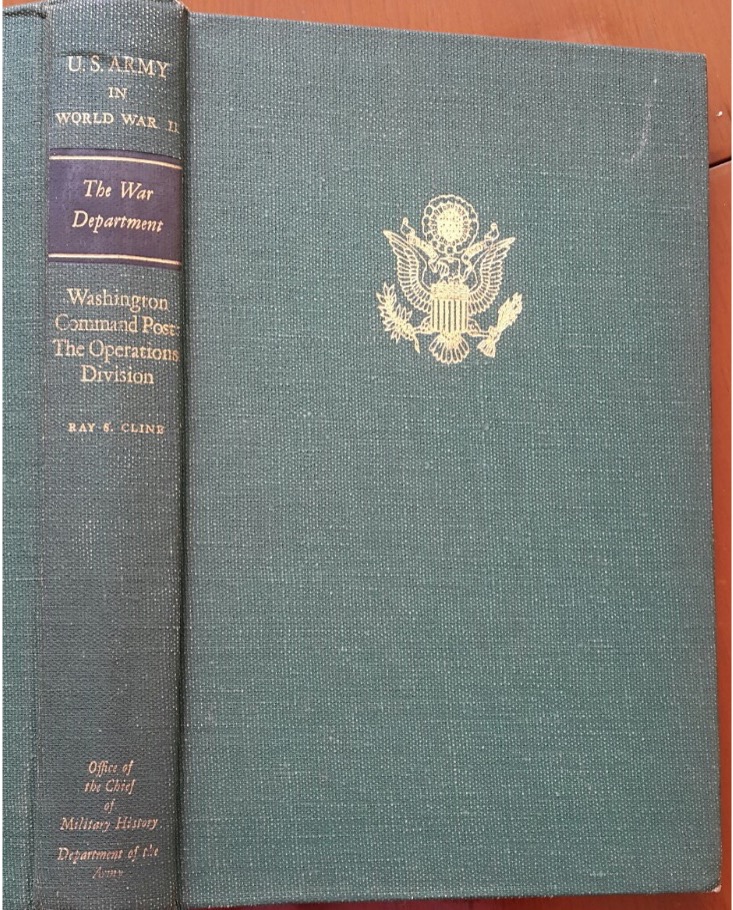 U.S. ARMY
IN
WORLD WAR II
The War
Department
Washington
Command Post:
The Operations
Division
RAY S. CLINE
Office of
the Chief
of
Military History
Department of the
Army